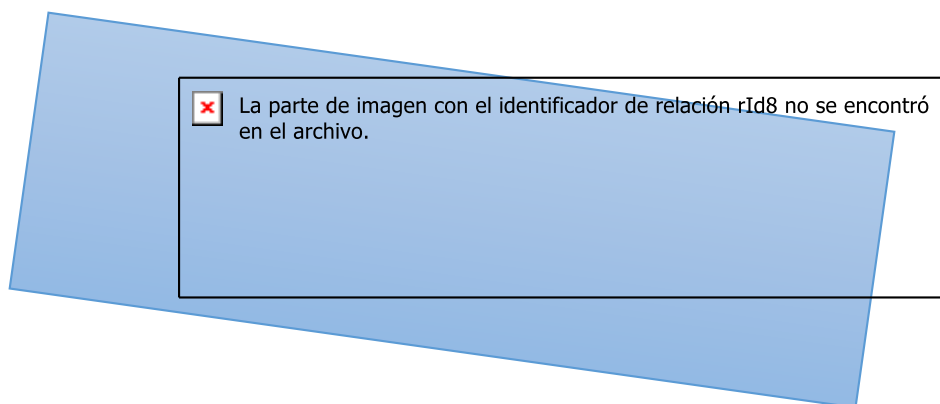 La parte de imagen con el identificador de relación rId8 no se encontró
en el archivo.